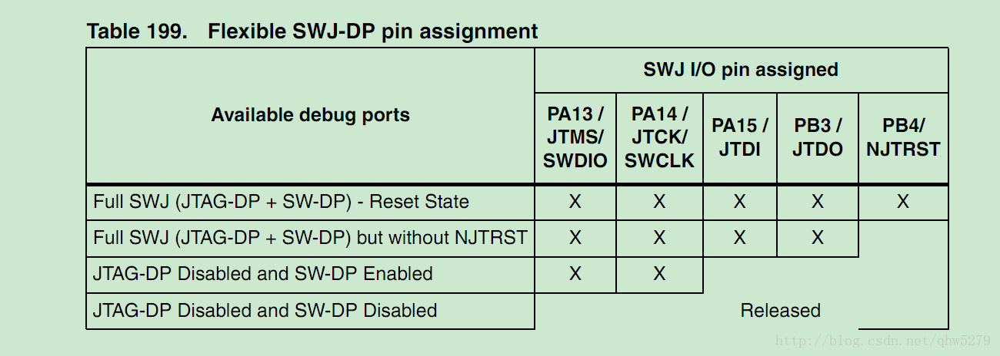 Table 199. Flexible SWJ-DP pin assignment
Available debug ports
SWJ I/O pin assigned
PA13 /
JTMS/
SWDIO
PA14 /
JTCK/
SWCLK
PA15 /
JTDI
PB3 /
JTDO
PB4/
NJTRST
Full SWJ (JTAG-DP + SW-DP) - Reset State X X X X X
Full SWJ (JTAG-DP + SW-DP) but without NJTRST X X X X
JTAG-DP Disabled and SW-DP Enabled X X
JTAG-DP Disabled and SW-DP Disabled Released
http://blog.csdn.net/qhw5279